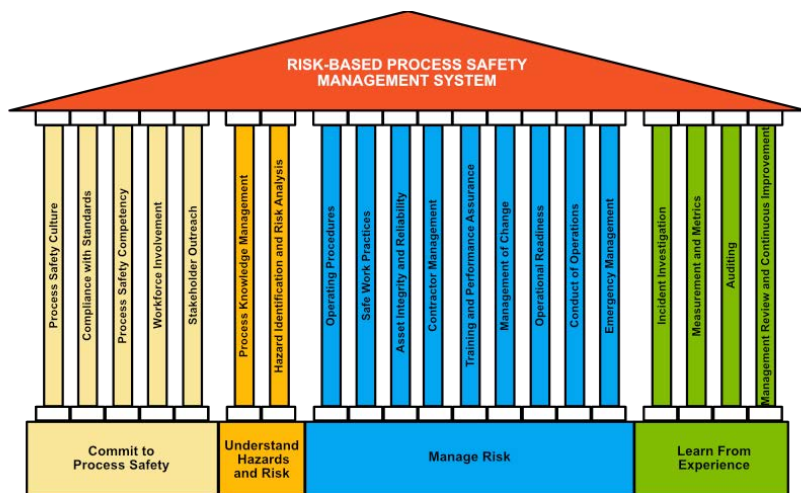 RISK-BASED PROCESS SAFETY
MANAGEMENT SYSTEM
Process Safety Culture
Compliance with Standards
Process Safety Competency
Workforce Involvement
Stakeholder Outreach
Process Knowledge Management
Hazard Identification and Risk Analysis
Operating Procedures
Safe Work Practices
Asset Integrity and Reliability
Contractor Management
Training and Performance Assurance
Management of Change
Operational Readiness
Conduct of Operations
Emergency Management
Incident Investigation
Measurement and Metrics
Auditing
Management Review and Continuous Improvement
Commit to
Process Safety
Understand
Hazards
and Risk
Manage Risk
Learn From
Experience